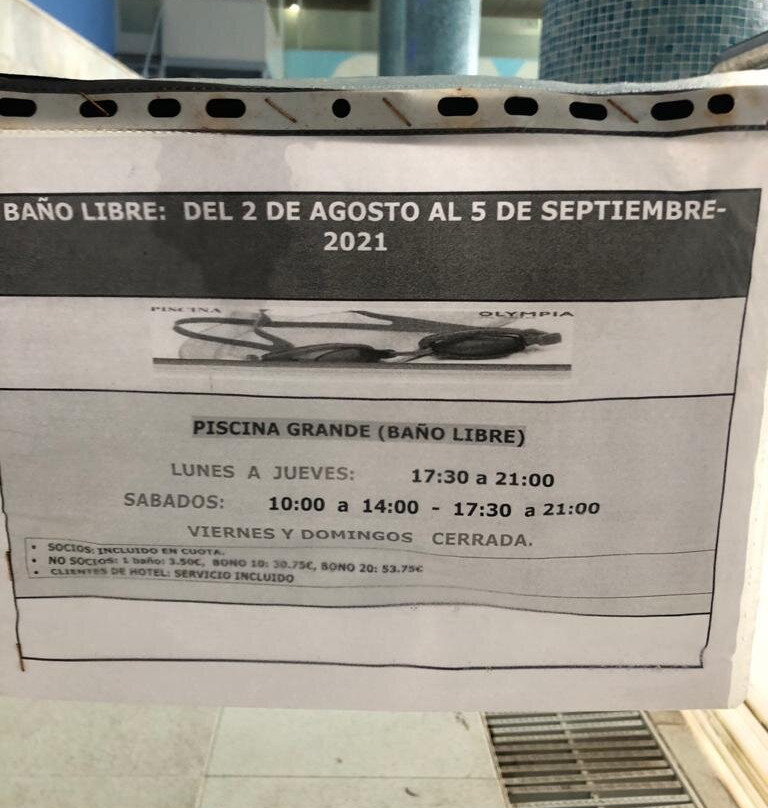 BAÑO LIBRE: DEL 2 DE AGOSTO AL 5 DE SEPTIEMBRE-
2021
PISCINA OLYMPIA
PISCINA GRANDE (BAÑO LIBRE)
LUNES A JUEVES: 17:30 a 21:00
SABADOS: 10:00 a 14:00 - 17:30 a 21:00
VIERNES Y DOMINGOS CERRADA.
• SOCIOS: INCLUIDO EN CUOTA.
• NO SOCIOS: 1 baño: 3.50€, BONO 10: 30.75€, BONO 20: 53.75€
• CLIENTES DE HOTEL: SERVICIO INCLUIDO